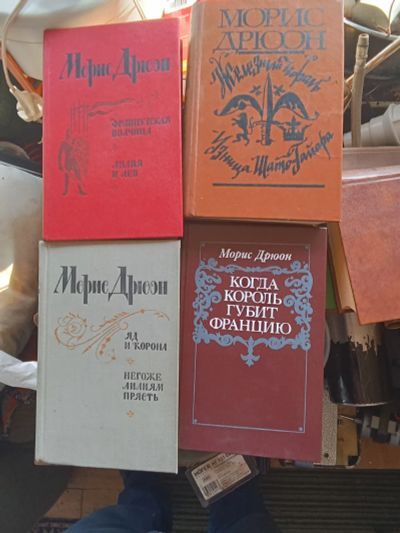 Морис Дрюон
Французская
волчица
Лилия и лев
МОРИС
ДРЮОН
Железный король
Узница Шато-Гайара
Морис Дрюон
Яд
и корона
Негоже
лилиям
прясть
Морис Дрюон
КОГДА
КОРОЛЬ
ГУБИТ
ФРАНЦИЮ